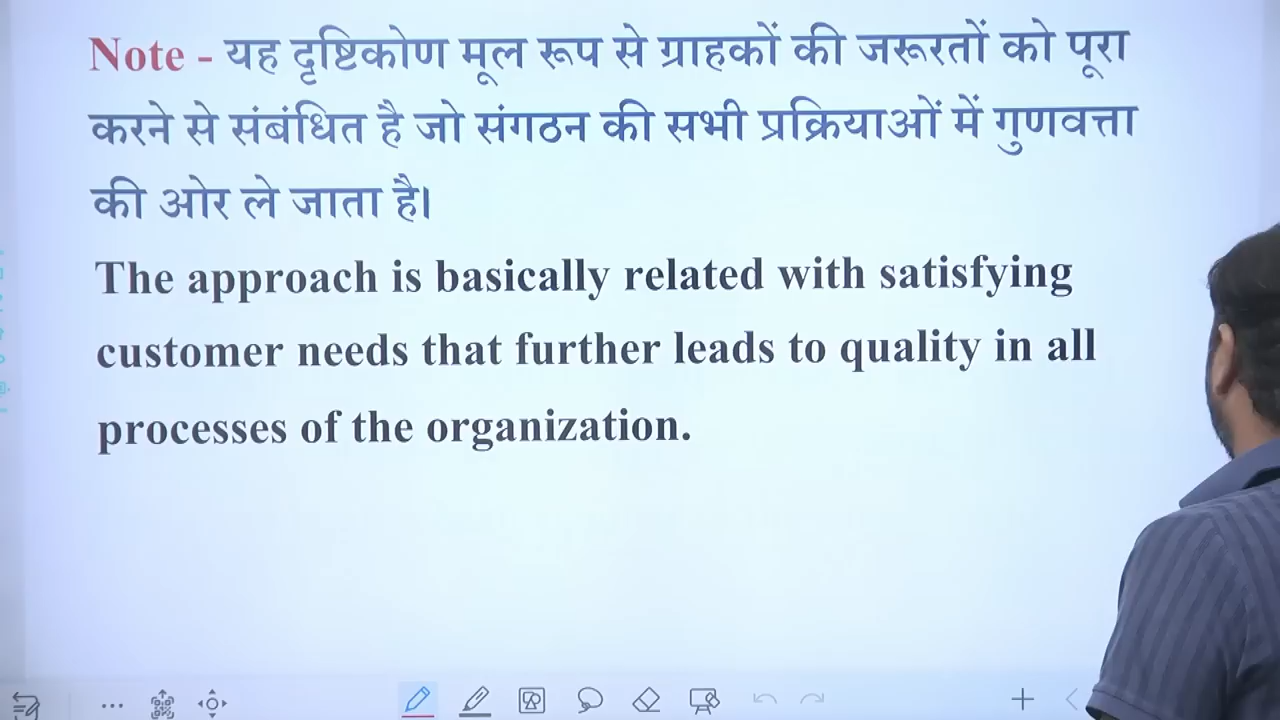 Note - यह दृष्टिकोण मूल रूप से ग्राहकों की जरूरतों को पूरा
करने से संबंधित है जो संगठन की सभी प्रक्रियाओं में गुणवत्ता
की ओर ले जाता है।
The approach is basically related with satisfying
customer needs that further leads to quality in all
processes of the organization.